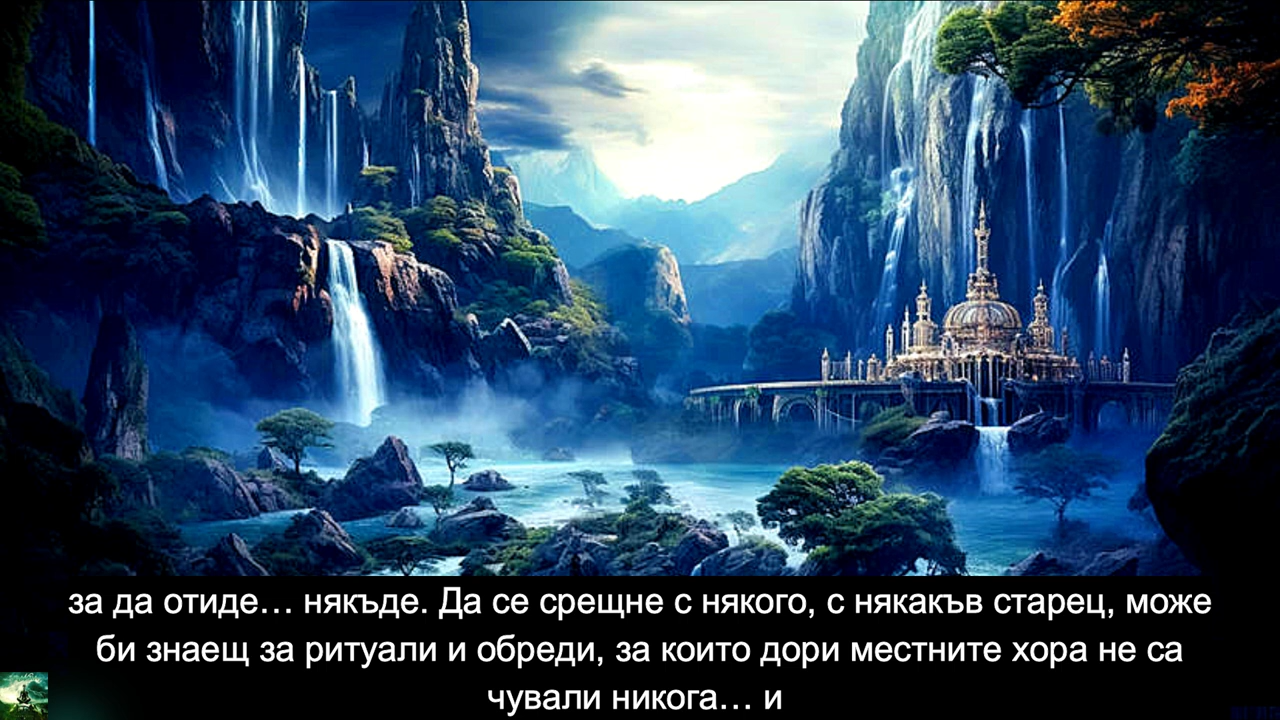 за да отиде… някъде. Да се срещне с някого, с някакъв старец, може
би знаещ за ритуали и обреди, за които дори местните хора не са
чували никога… и